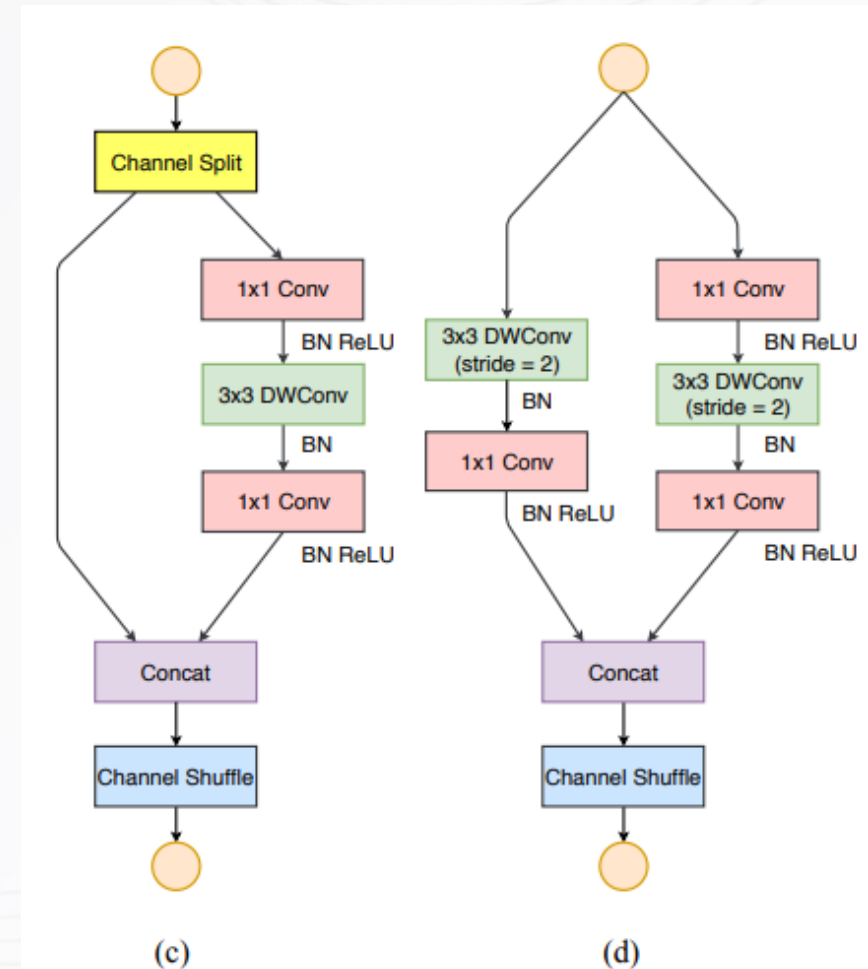 Channel Split
1x1 Conv
BN ReLU
3x3 DWConv
BN
1x1 Conv
BN ReLU
Concat
Channel Shuffle
(c)
3x3 DWConv
(stride = 2)
BN
1x1 Conv
BN ReLU
1x1 Conv
BN ReLU
3x3 DWConv
(stride = 2)
BN
1x1 Conv
BN ReLU
Concat
Channel Shuffle
(d)